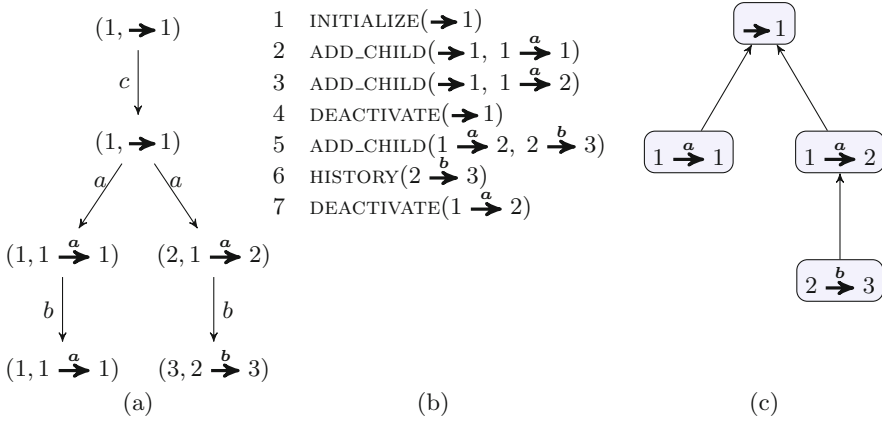 (1, → 1)
c
(1, → 1)
a a
(1, 1 a→ 1) (2, 1 a→ 2)
b b
(1, 1 a→ 1) (3, 2 b→ 3)
(a)
1 INITIALIZE(→ 1)
2 ADD_CHILD(→ 1, 1 a→ 1)
3 ADD_CHILD(→ 1, 1 a→ 2)
4 DEACTIVATE(→ 1)
5 ADD_CHILD(1 a→ 2, 2 b→ 3)
6 HISTORY(2 b→ 3)
7 DEACTIVATE(1 a→ 2)
(b)
→ 1
1 a→ 1 1 a→ 2
2 b→ 3
(c)